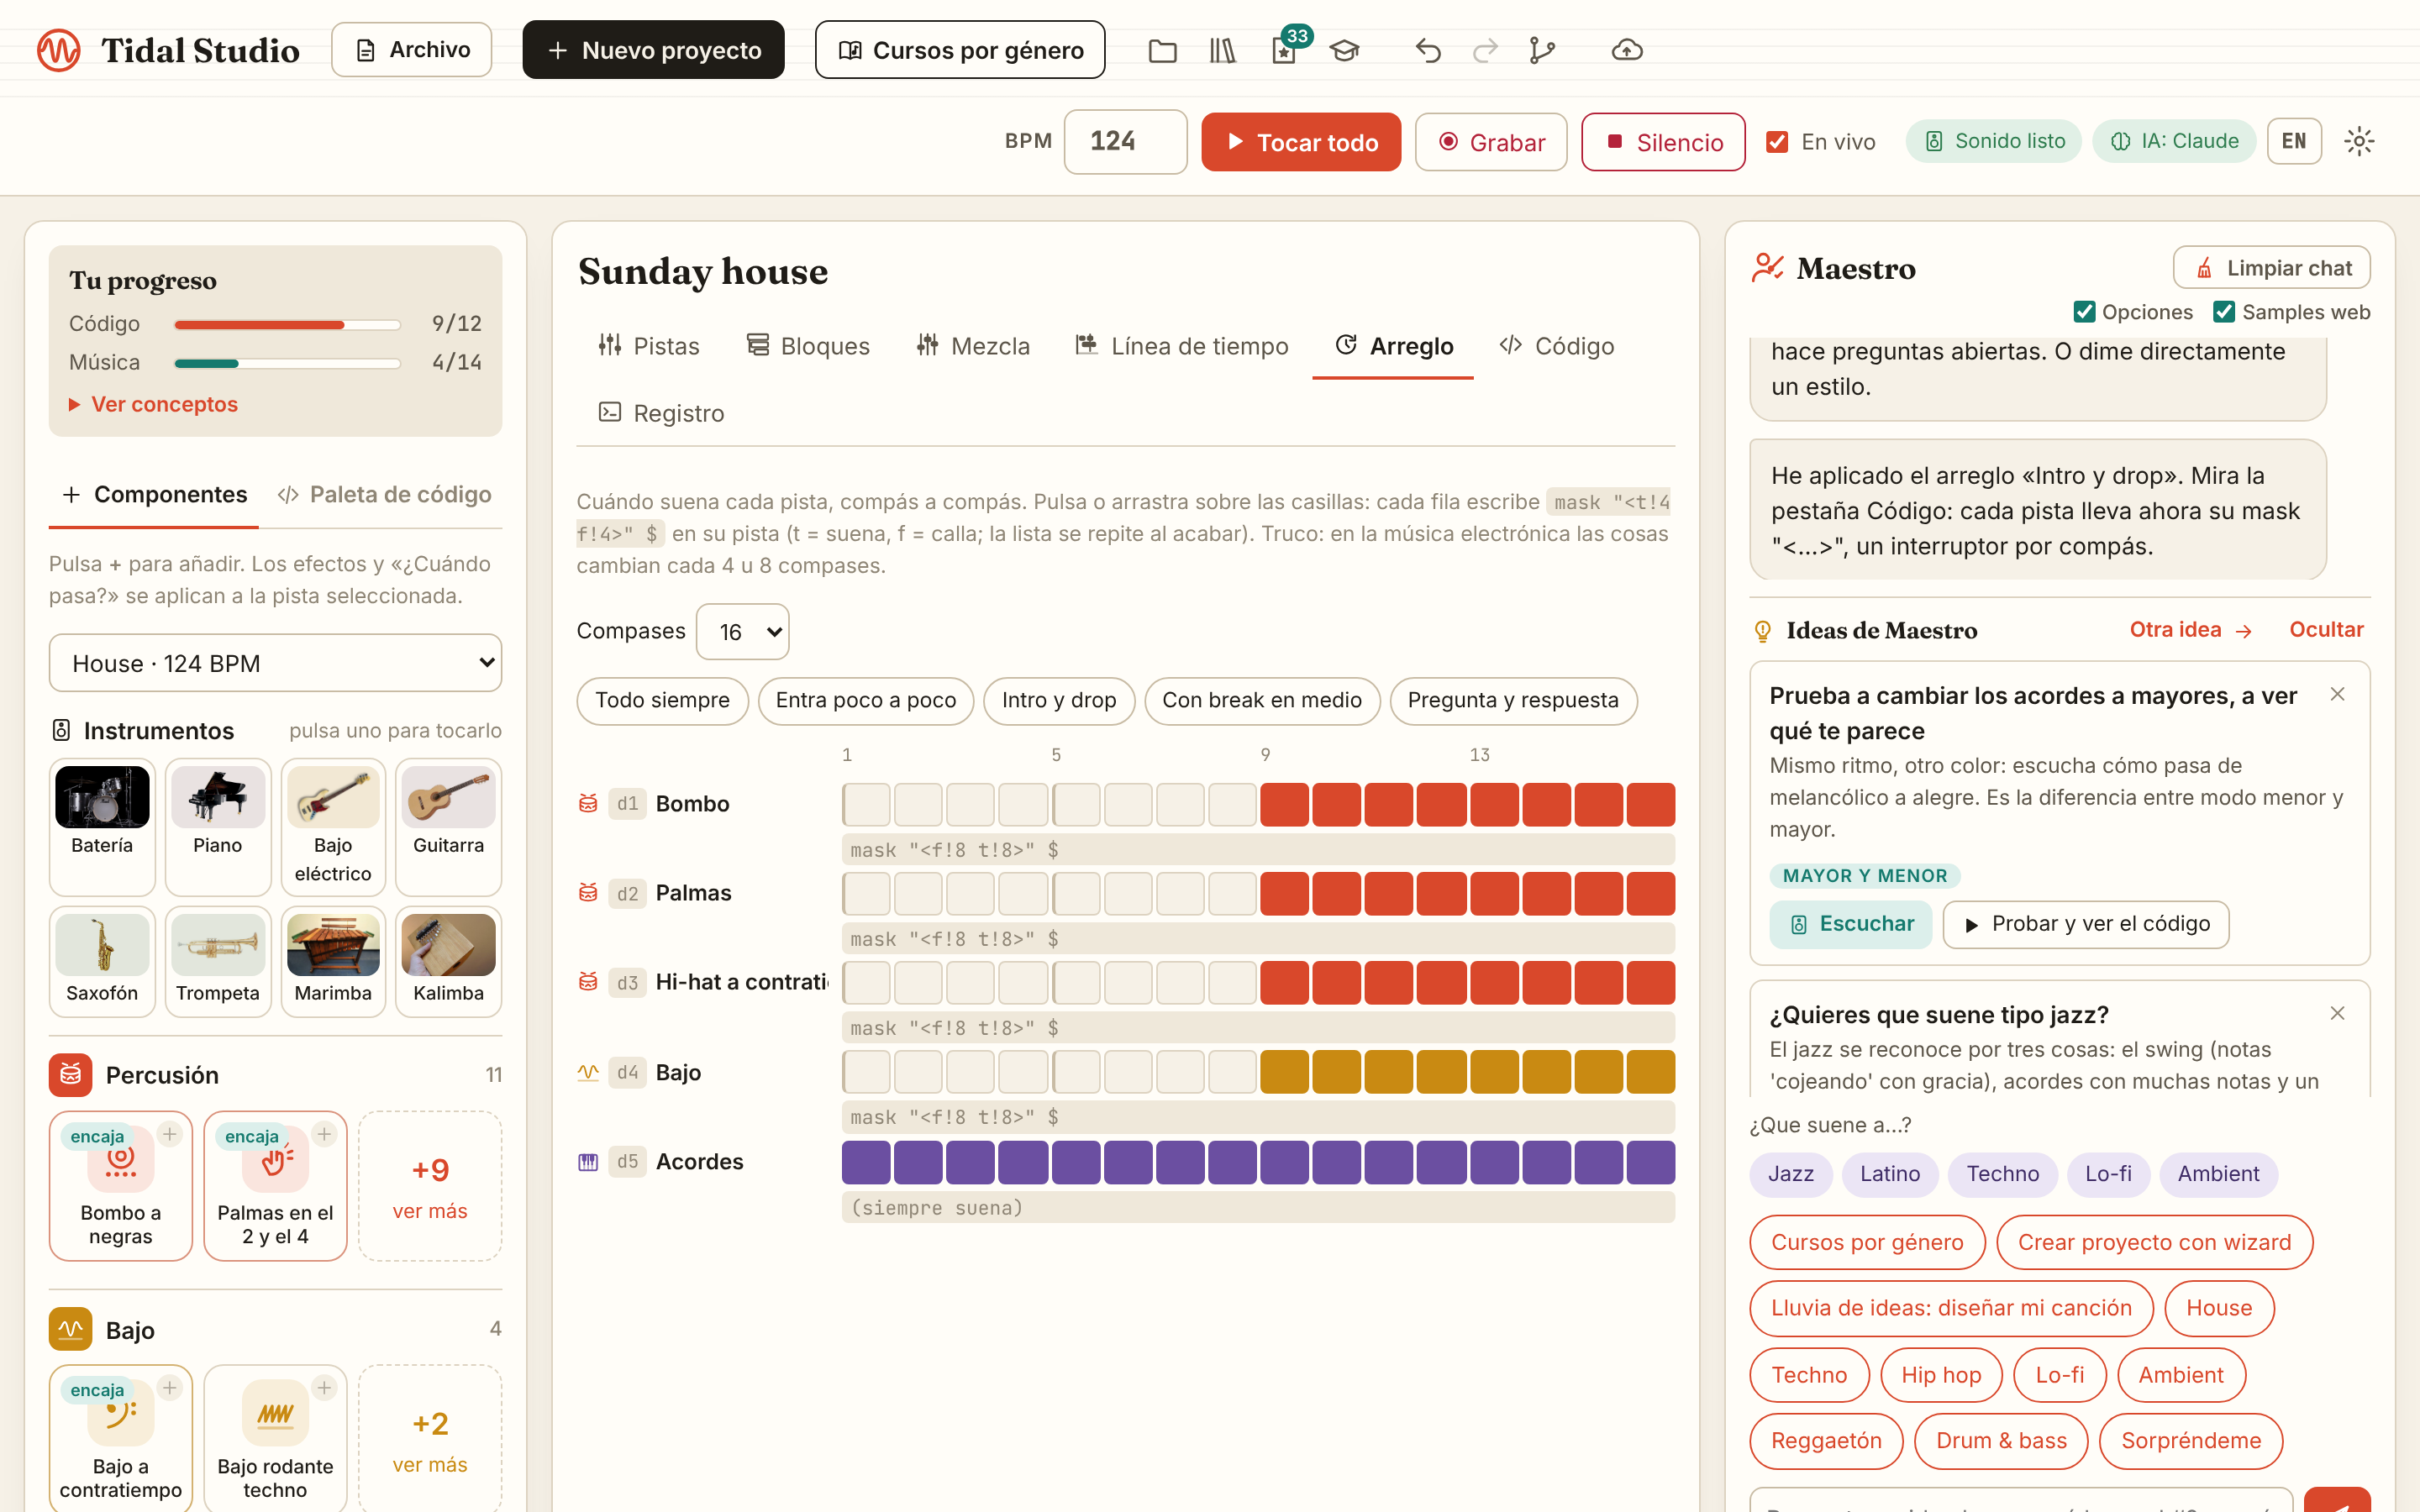 Tidal Studio
Archivo
Nuevo proyecto
Cursos por género
33
BPM
124
Tocar todo
Grabar
Silencio
En vivo
Sonido listo
IA: Claude
EN
Tu progreso
Código
9/12
Música
4/14
Ver conceptos
Componentes
Paleta de código
Pulsa + para añadir. Los efectos y «¿Cuándo
pasa?» se aplican a la pista seleccionada.
House · 124 BPM
Instrumentos
pulsa uno para tocarlo
Batería
Piano
Bajo
eléctrico
Guitarra
Saxofón
Trompeta
Marimba
Kalimba
Percusión
11
encaja
Bombo a
negras
encaja
Palmas en el
2 y el 4
+9
ver más
Bajo
4
encaja
Bajo a
contratiempo
Bajo rodante
techno
+2
ver más
Sunday house
Pistas
Bloques
Mezcla
Línea de tiempo
Arreglo
Código
Registro
Cuándo suena cada pista, compás a compás. Pulsa o arrastra sobre las casillas: cada fila escribe mask "<t!4
f!4>" $ en su pista (t = suena, f = calla; la lista se repite al acabar). Truco: en la música electrónica las cosas
cambian cada 4 u 8 compases.
Compases
16
Todo siempre
Entra poco a poco
Intro y drop
Con break en medio
Pregunta y respuesta
1
5
9
13
d1
Bombo
mask "<f!8 t!8>" $
d2
Palmas
mask "<f!8 t!8>" $
d3
Hi-hat a contrati
mask "<f!8 t!8>" $
d4
Bajo
mask "<f!8 t!8>" $
d5
Acordes
(siempre suena)
Maestro
Limpiar chat
Opciones
Samples web
hace preguntas abiertas. O dime directamente
un estilo.
He aplicado el arreglo «Intro y drop». Mira la
pestaña Código: cada pista lleva ahora su mask
"<...>", un interruptor por compás.
Ideas de Maestro
Otra idea →
Ocultar
Prueba a cambiar los acordes a mayores, a ver
qué te parece
Mismo ritmo, otro color: escucha cómo pasa de
melancólico a alegre. Es la diferencia entre modo menor y
mayor.
MAYOR Y MENOR
Escuchar
Probar y ver el código
¿Quieres que suene tipo jazz?
El jazz se reconoce por tres cosas: el swing (notas
'cojeando' con gracia), acordes con muchas notas y un
¿Que suene a...?
Jazz
Latino
Techno
Lo-fi
Ambient
Cursos por género
Crear proyecto con wizard
Lluvia de ideas: diseñar mi canción
House
Techno
Hip hop
Lo-fi
Ambient
Reggaetón
Drum & bass
Sorpréndeme